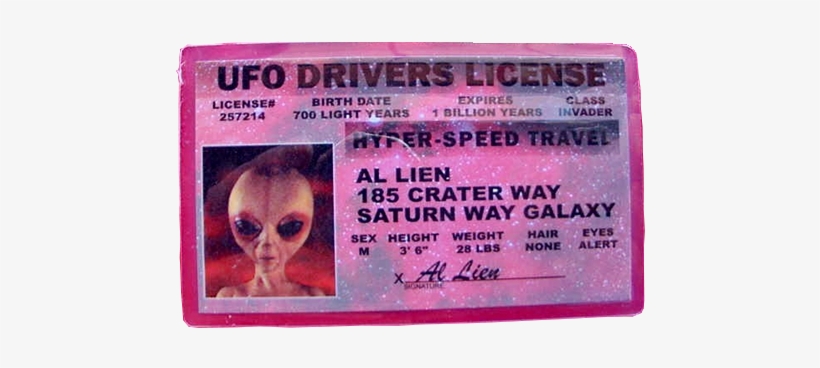 UFO DRIVERS LICENSE
LICENSE# BIRTH DATE EXPIRES CLASS
257214 700 LIGHT YEARS 1 BILLION YEARS INVADER
HYPER-SPEED TRAVEL
AL LIEN
185 CRATER WAY
SATURN WAY GALAXY
SEX HEIGHT WEIGHT HAIR EYES
M 3' 6" 28 LBS NONE ALERT
X Al Lien
SIGNATURE